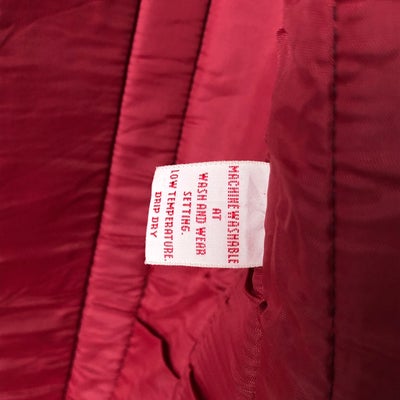 MACHINE WASHABLE
AT
WASH AND WEAR
SETTING.
LOW TEMPERATURE.
DRIP DRY